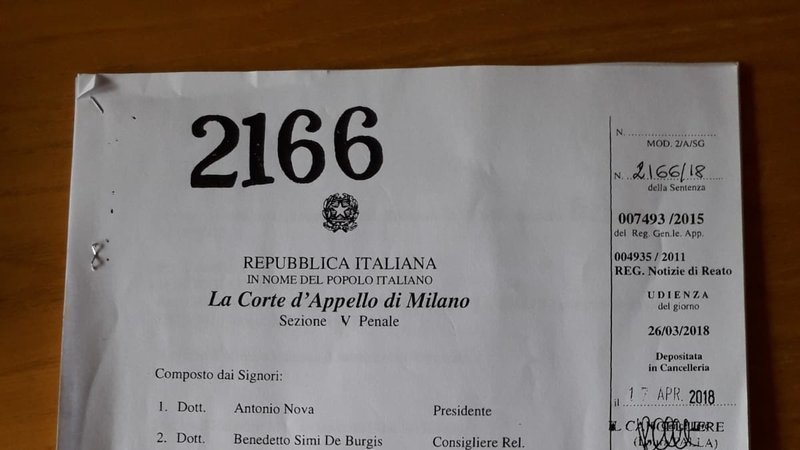 2166
REPUBBLICA ITALIANA
IN NOME DEL POPOLO ITALIANO
La Corte d'Appello di Milano
Sezione V Penale
Composto dai Signori:
1. Dott. Antonio Nova Presidente
2. Dott. Benedetto Simi De Burgis Consigliere Rel.
N. ........................
MOD. 2/A/SG
N. 2166/18
della Sentenza
007493 /2015
del Reg. Gen.le. App.
004935 / 2011
REG. Notizie di Reato
UDIENZA
del giorno
26/03/2018
Depositata
in Cancelleria
il 17 APR. 2018
IL CANCELLIERE